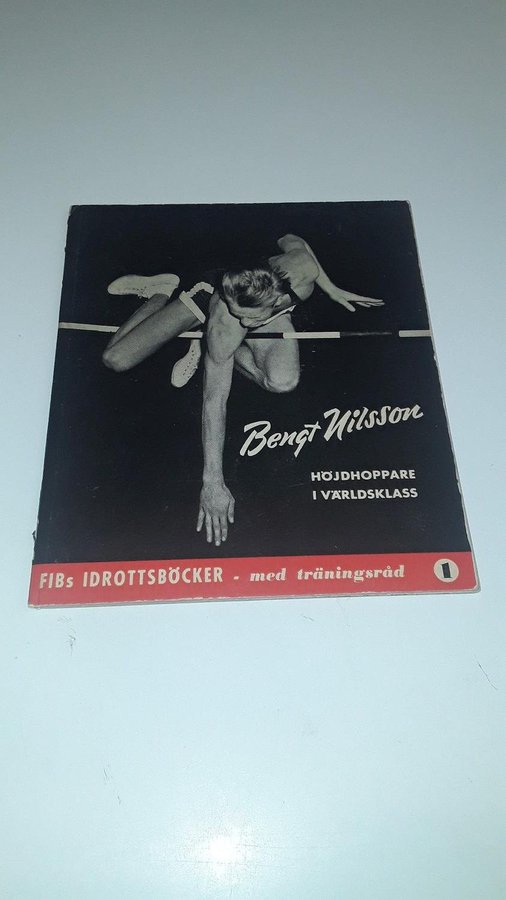 Bengt Nilsson
HÖJDHOPPARE
I VÄRLDSKLASS
FIBs IDROTTSBÖCKER - med träningsråd 1